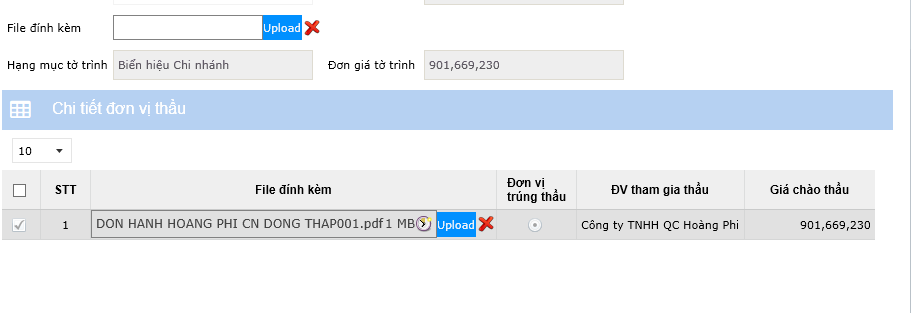 File đính kèm Upload
Hạng mục tờ trình Biển hiệu Chi nhánh Đơn giá tờ trình 901,669,230
Chi tiết đơn vị thầu
10
STT File đính kèm Đơn vị trúng thầu ĐV tham gia thầu Giá chào thầu
1 DON HANH HOANG PHI CN DONG THAP001.pdf 1 MB Upload Công ty TNHH QC Hoàng Phi 901,669,230